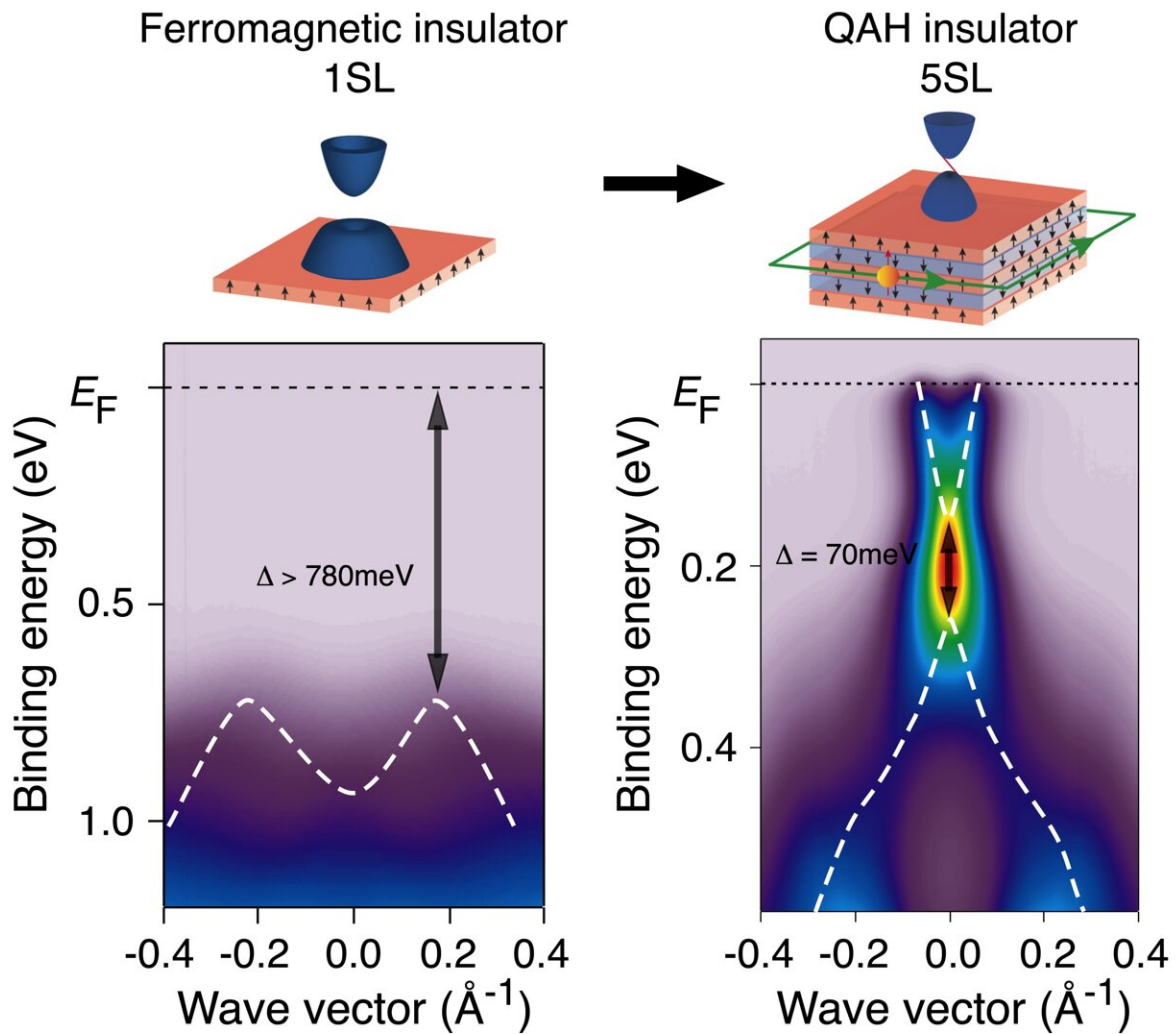 Ferromagnetic insulator
1SL
QAH insulator
5SL
E_F
Binding energy (eV)
0.5
1.0
Δ > 780meV
-0.4 -0.2 0.0 0.2 0.4
Wave vector (Å⁻¹)
E_F
Binding energy (eV)
0.2
0.4
Δ = 70meV
-0.4 -0.2 0.0 0.2 0.4
Wave vector (Å⁻¹)